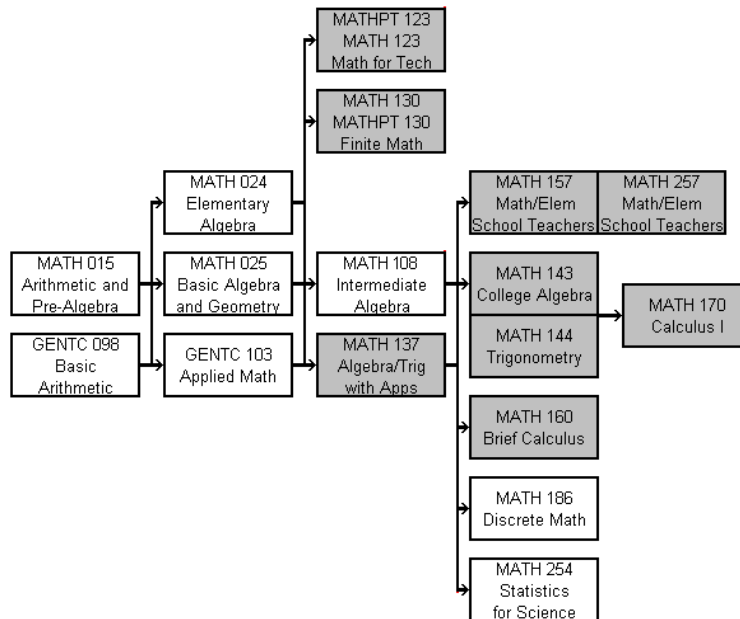 MATHPT 123
MATH 123
Math for Tech
MATH 130
MATHPT 130
Finite Math
MATH 024
Elementary
Algebra
MATH 157
Math/Elem
School Teachers
MATH 257
Math/Elem
School Teachers
MATH 015
Arithmetic and
Pre-Algebra
MATH 025
Basic Algebra
and Geometry
MATH 108
Intermediate
Algebra
MATH 143
College Algebra
MATH 170
Calculus I
GENTC 098
Basic
Arithmetic
GENTC 103
Applied Math
MATH 137
Algebra/Trig
with Apps
MATH 144
Trigonometry
MATH 160
Brief Calculus
MATH 186
Discrete Math
MATH 254
Statistics
for Science